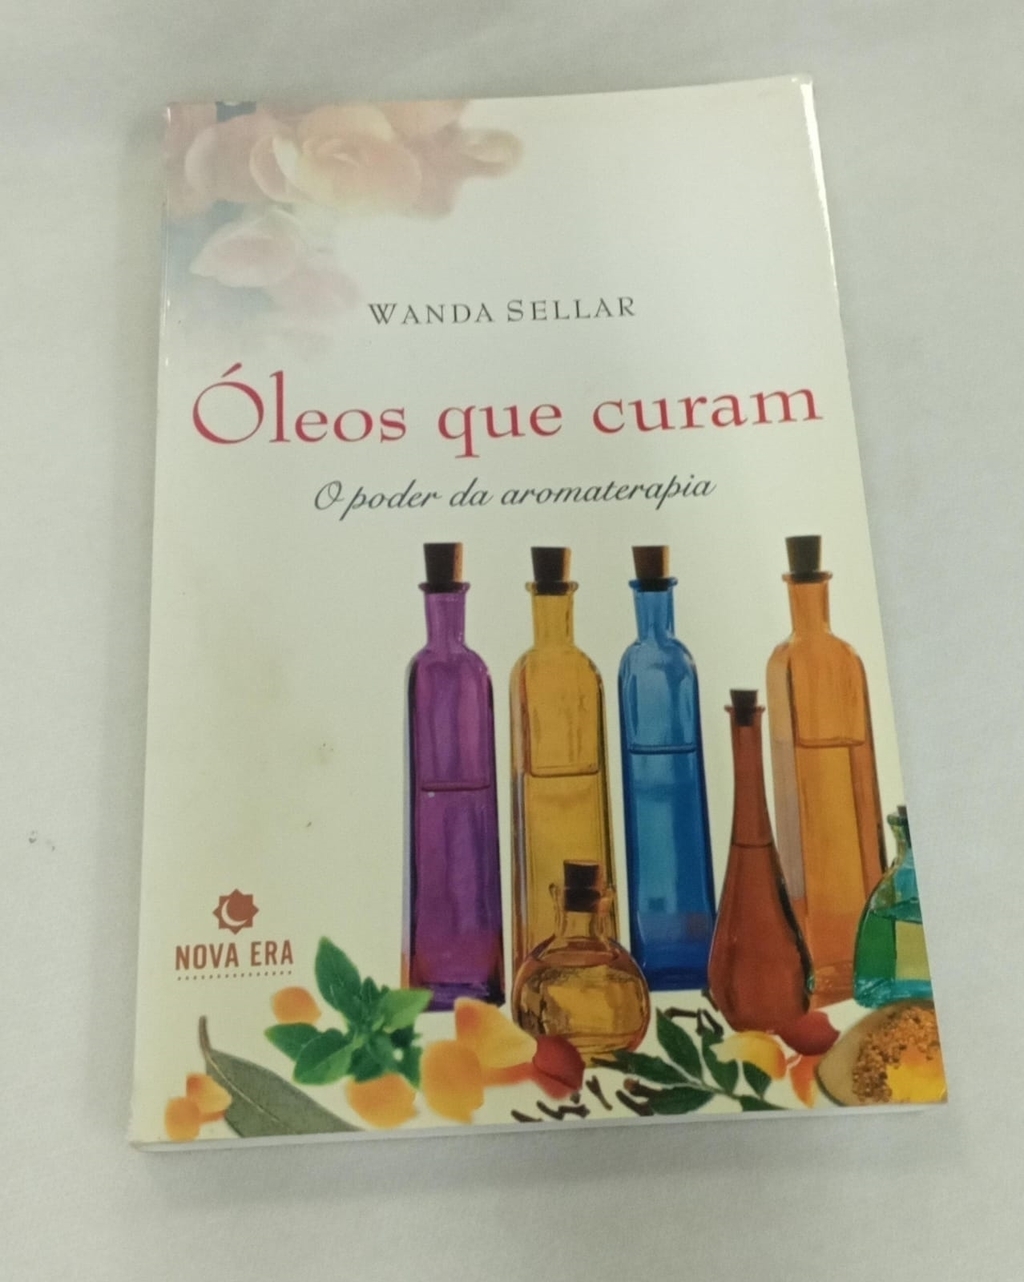 WANDA SELLAR
Óleos que curam
O poder da aromaterapia
NOVA ERA